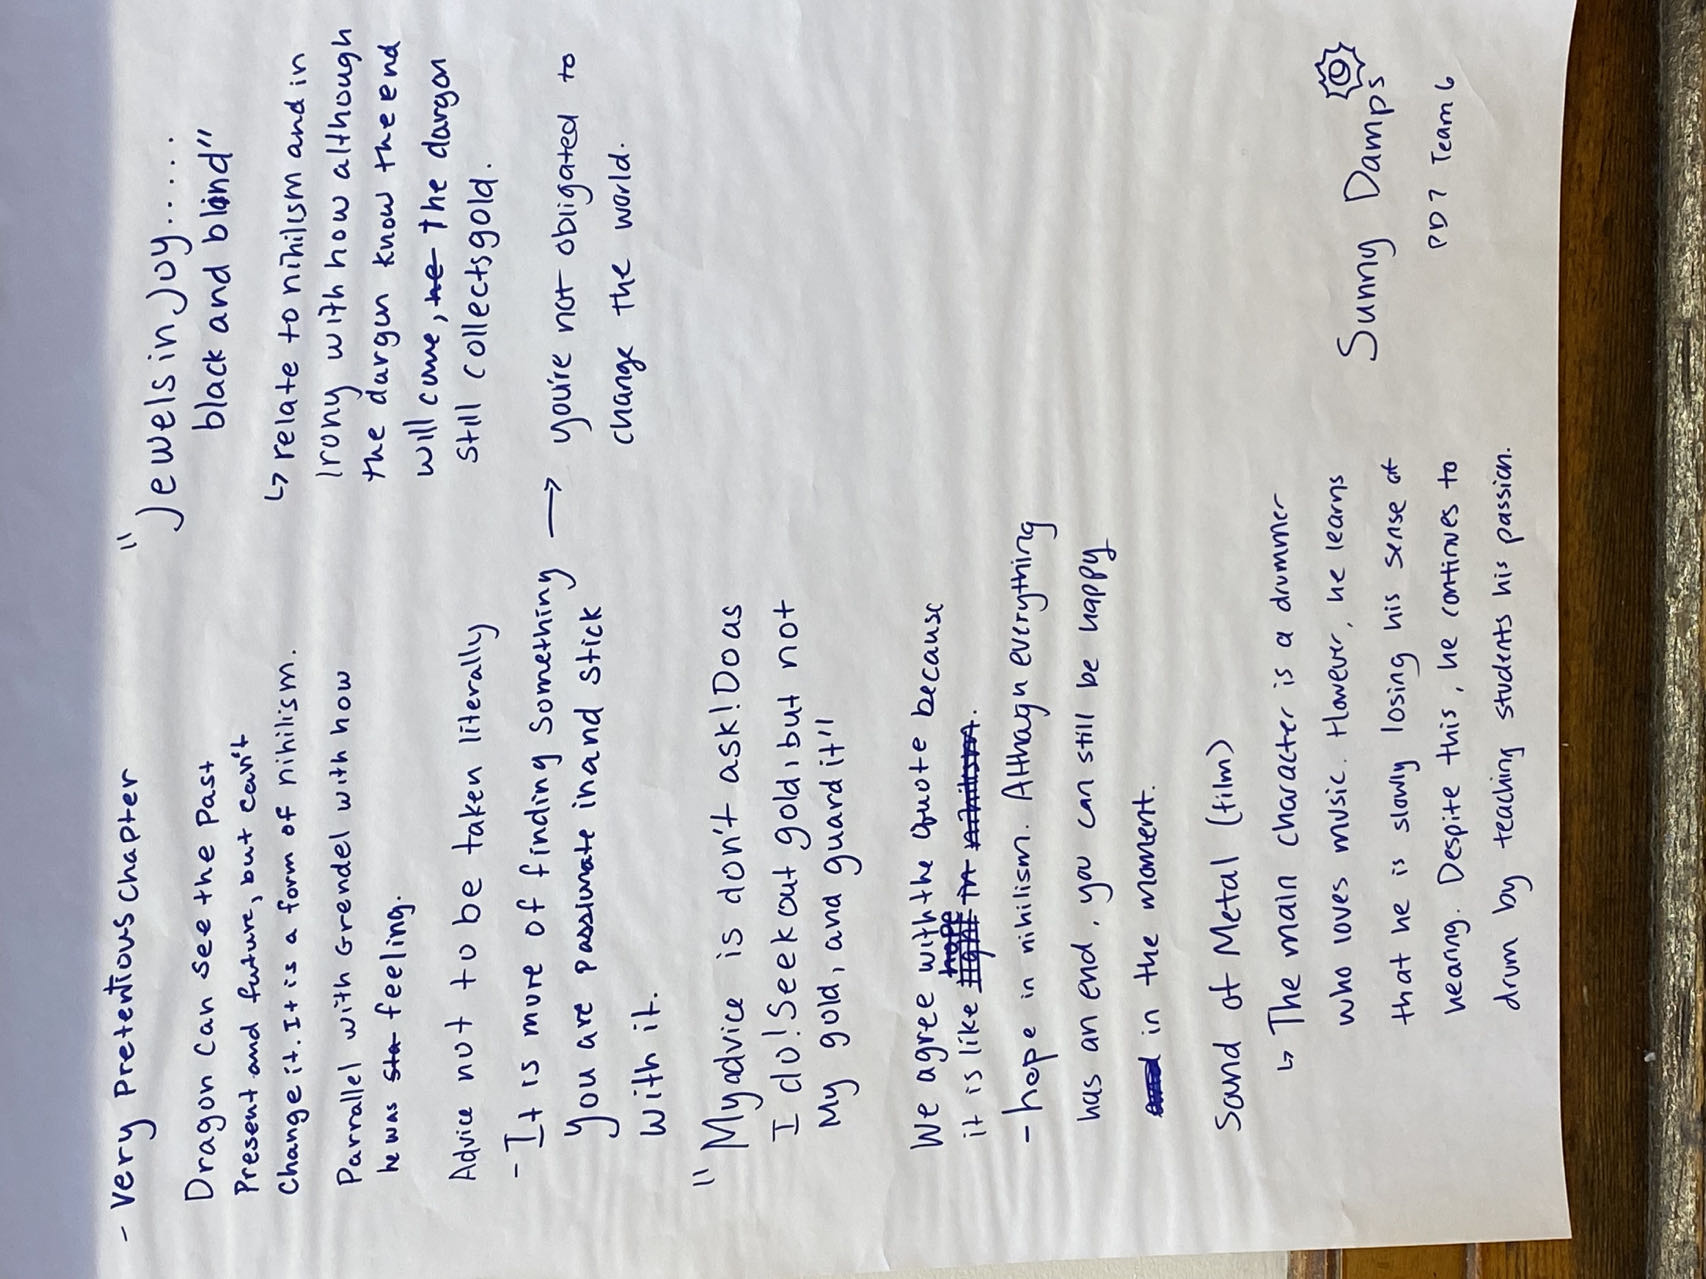 - Very Pretentious Chapter
Dragon can see the Past
Present and future, but can't
Change it. It is a form of nihilism.
Parrallel with Grendel with how
he was sta feeling.
Advice not to be taken literally
- It is more of finding something
you are passionate in and stick
with it.
"My advice is don't ask! Do as
I do! Seek out gold, but not
My gold, and guard it"
We agree with the quote because
hope
it is like light in nihilism.
- hope in nihilism. Althagh everything
has an end, you can still be happy
and in the moment.
Sound of Metal (film)
↳ The main character is a drummer
who loves music. However, he learns
that he is slowly losing his sense of
hearing. Despite this, he continues to
drum by teaching students his passion.
"Jewels in Joy.....
black and blind"
↳ relate to nihilism and in
Irony with how although
the dargon know the end
will come, he the dargon
still collects gold.
→ you're not obligated to
change the world.
Sunny Damps
PD7 Team 6